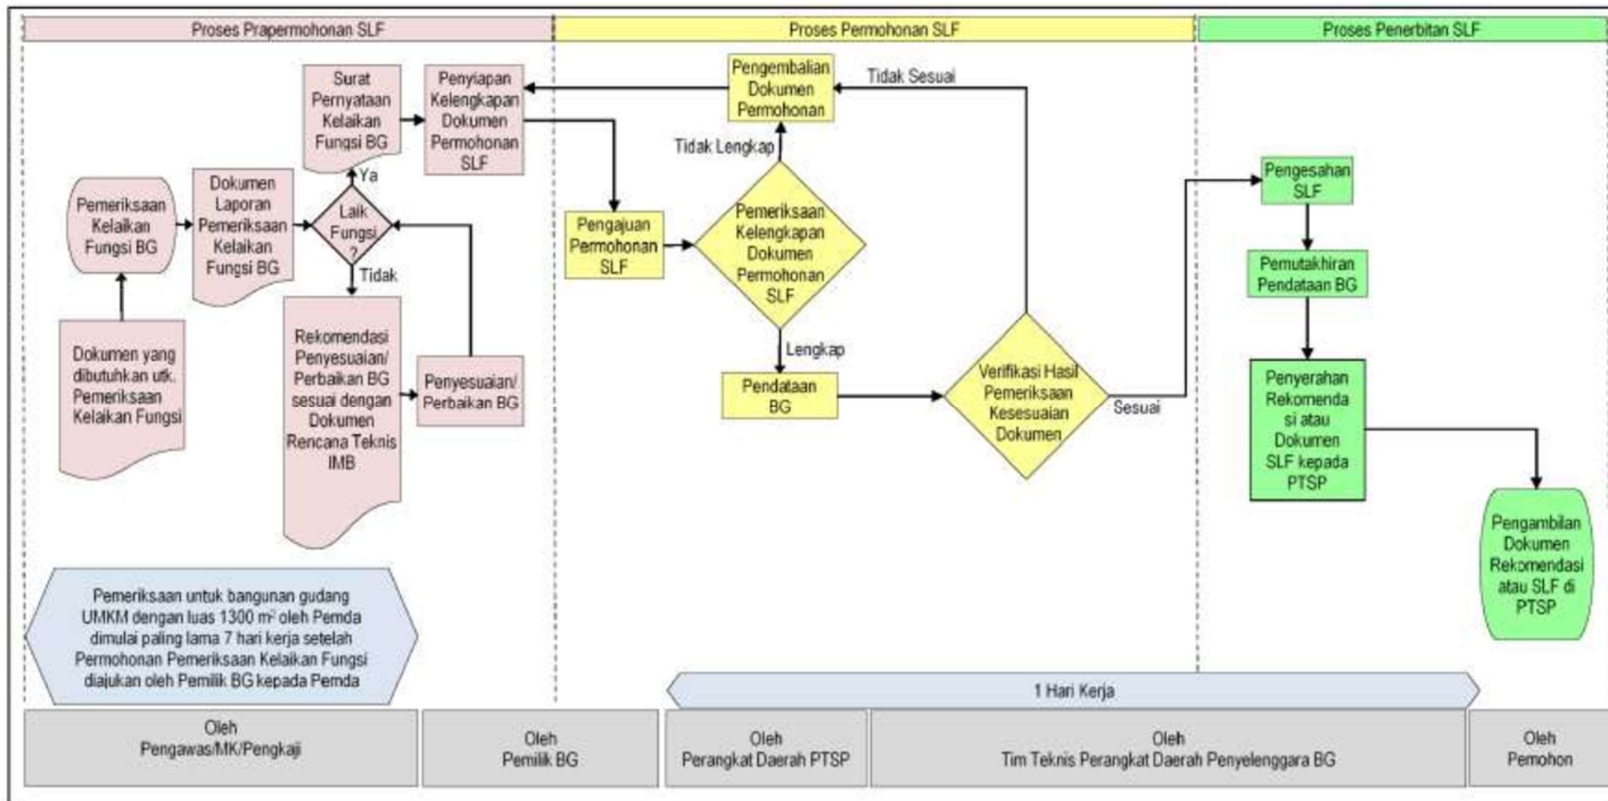 Proses Prapermohonan SLF
Proses Permohonan SLF
Proses Penerbitan SLF
Dokumen yang
dibutuhkan utk.
Pemeriksaan
Kelaikan Fungsi
Pemeriksaan
Kelaikan
Fungsi BG
Dokumen
Laporan
Pemeriksaan
Kelaikan
Fungsi BG
Laik
Fungsi
?
Ya
Tidak
Surat
Pernyataan
Kelaikan
Fungsi BG
Rekomendasi
Penyesuaian/
Perbaikan BG
sesuai dengan
Dokumen
Rencana Teknis
IMB
Penyesuaian/
Perbaikan BG
Penyiapan
Kelengkapan
Dokumen
Permohonan
SLF
Pengajuan
Permohonan
SLF
Pengembalian
Dokumen
Permohonan
Tidak Sesuai
Tidak Lengkap
Pemeriksaan
Kelengkapan
Dokumen
Permohonan
SLF
Lengkap
Pendataan
BG
Verifikasi Hasil
Pemeriksaan
Kesesuaian
Dokumen
Sesuai
Pengesahan
SLF
Pemutakhiran
Pendataan BG
Penyerahan
Rekomenda
si atau
Dokumen
SLF kepada
PTSP
Pengambilan
Dokumen
Rekomendasi
atau SLF di
PTSP
Pemeriksaan untuk bangunan gudang
UMKM dengan luas 1300 m² oleh Pemda
dimulai paling lama 7 hari kerja setelah
Permohonan Pemeriksaan Kelaikan Fungsi
diajukan oleh Pemilik BG kepada Pemda
1 Hari Kerja
Oleh
Pengawas/MK/Pengkaji
Oleh
Pemilik BG
Oleh
Perangkat Daerah PTSP
Oleh
Tim Teknis Perangkat Daerah Penyelenggara BG
Oleh
Pemohon